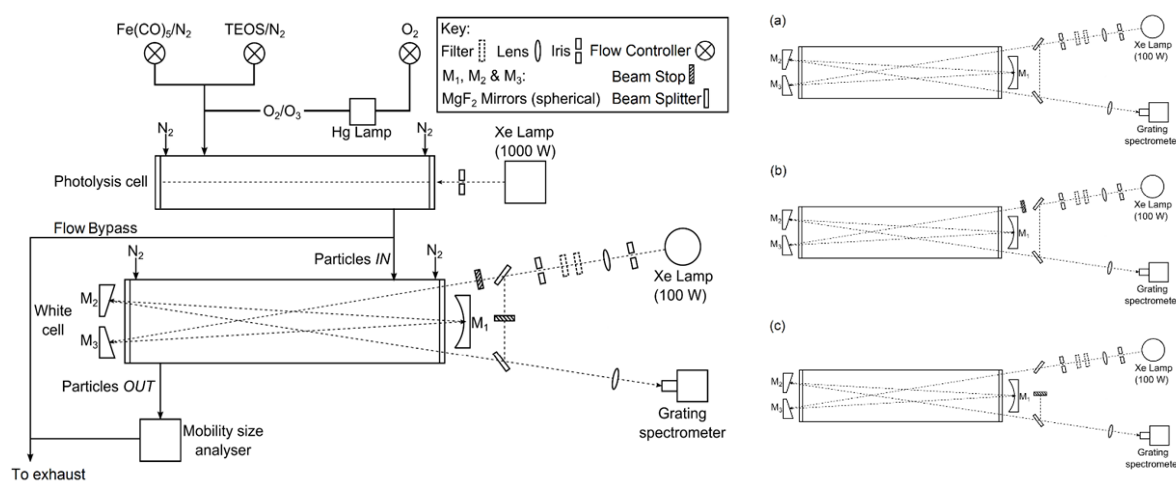 Fe(CO)₅/N₂
TEOS/N₂
O₂
Key:
Filter Lens Iris Flow Controller
M₁, M₂ & M₃: Beam Stop
MgF₂ Mirrors (spherical) Beam Splitter
O₂/O₃
Hg Lamp
N₂
N₂
Xe Lamp
(1000 W)
Photolysis cell
Flow Bypass
Particles IN
N₂
N₂
Xe Lamp
(100 W)
M₂
White
cell
M₃
M₁
Particles OUT
Mobility size
analyser
Grating
spectrometer
To exhaust
(a)
Xe Lamp
(100 W)
M₂
M₃
M₁
Grating
spectrometer
(b)
Xe Lamp
(100 W)
M₂
M₃
M₁
Grating
spectrometer
(c)
Xe Lamp
(100 W)
M₂
M₃
M₁
Grating
spectrometer